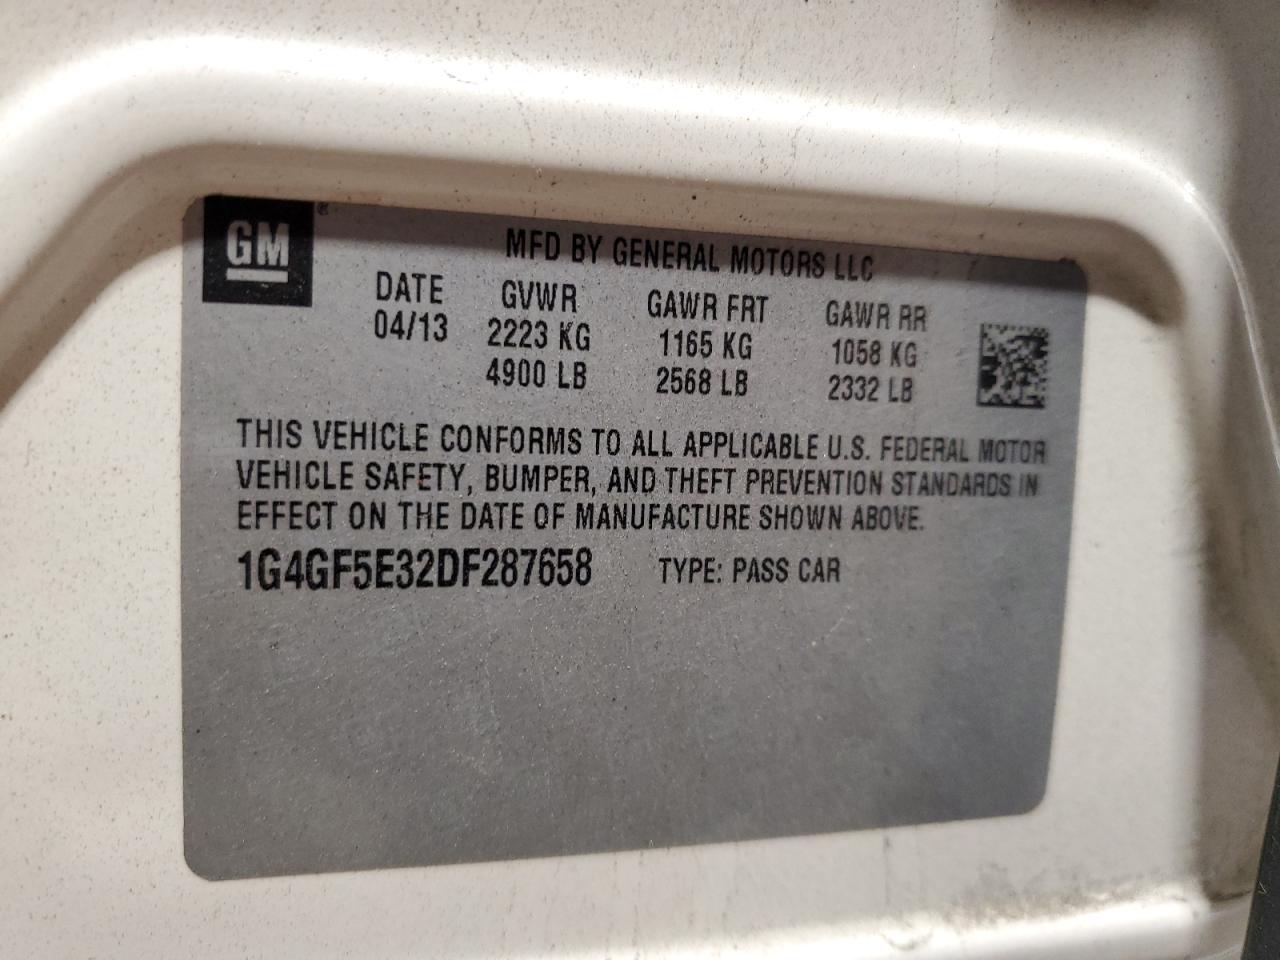 GM®
MFD BY GENERAL MOTORS LLC
DATE GVWR GAWR FRT GAWR RR
04/13 2223 KG 1165 KG 1058 KG
4900 LB 2568 LB 2332 LB
THIS VEHICLE CONFORMS TO ALL APPLICABLE U.S. FEDERAL MOTOR
VEHICLE SAFETY, BUMPER, AND THEFT PREVENTION STANDARDS IN
EFFECT ON THE DATE OF MANUFACTURE SHOWN ABOVE.
1G4GF5E32DF287658 TYPE: PASS CAR